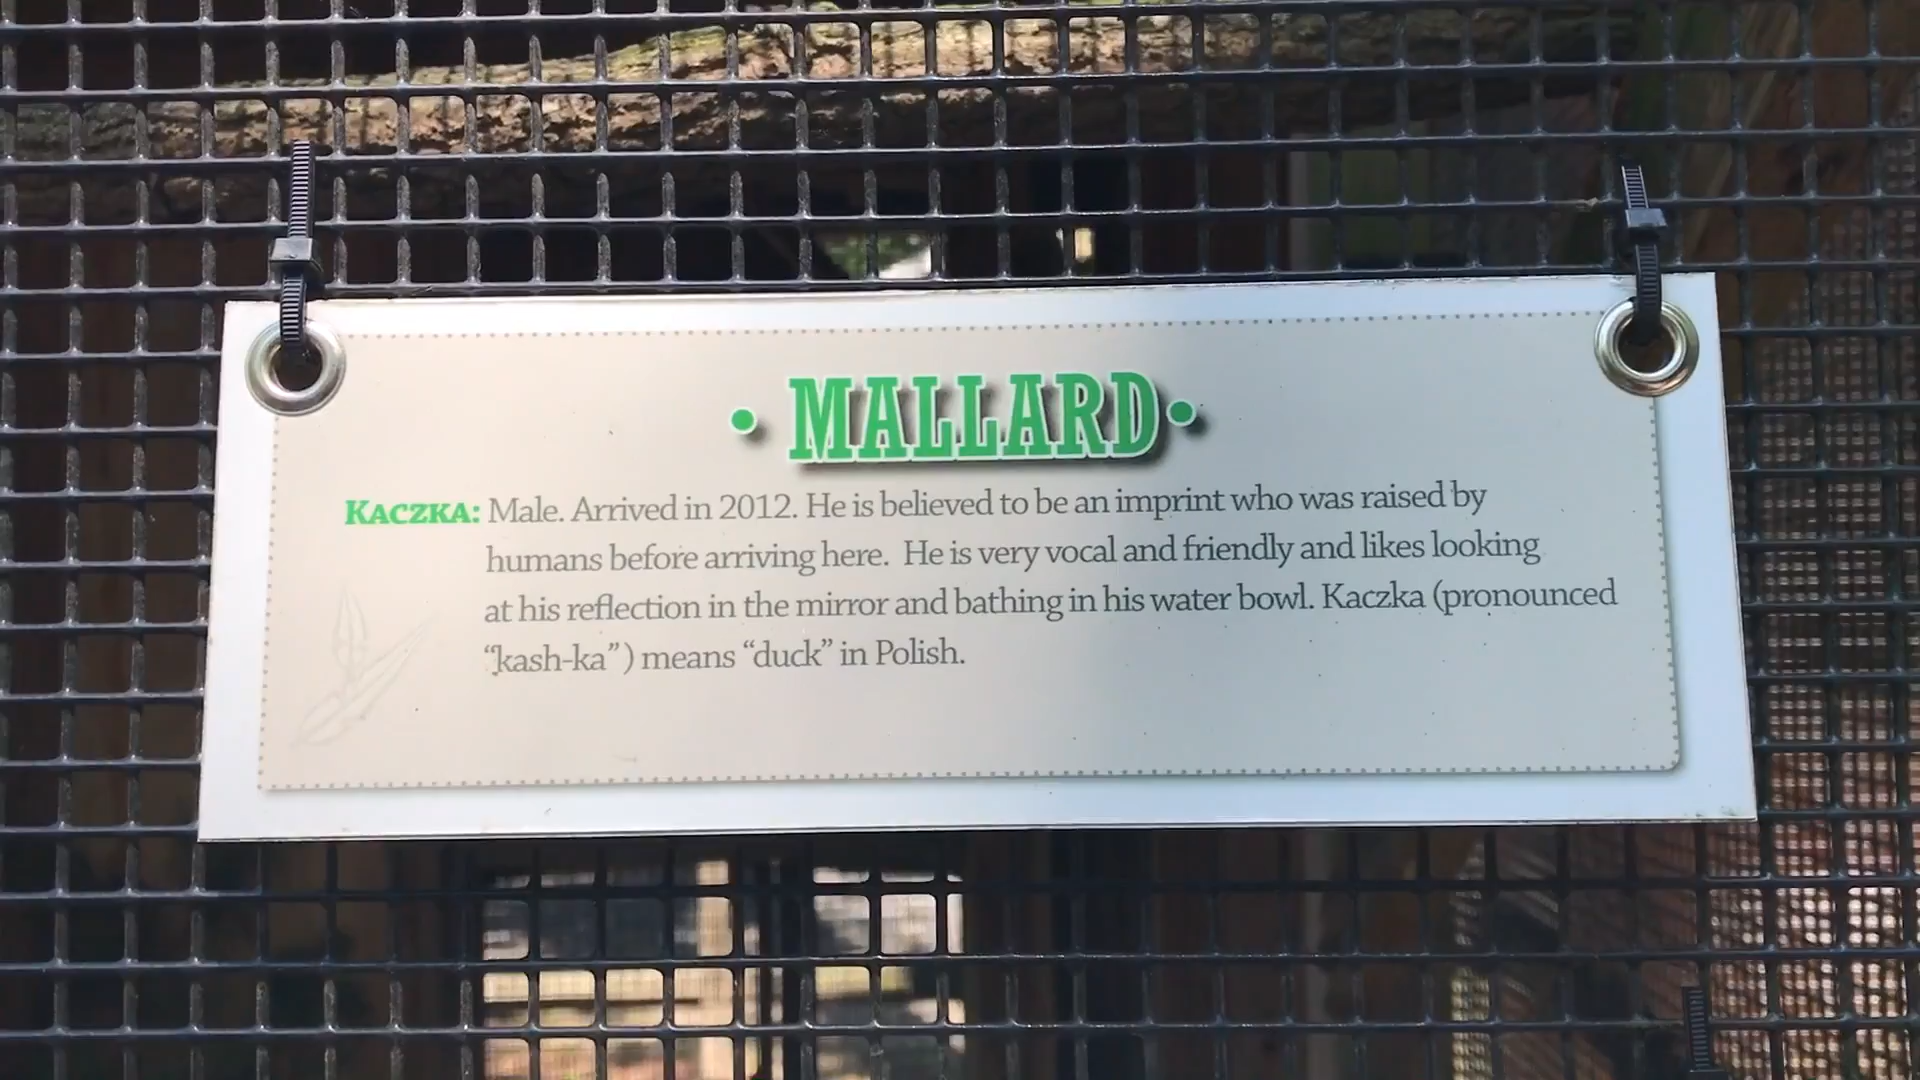 • MALLARD •
KACZKA: Male. Arrived in 2012. He is believed to be an imprint who was raised by
humans before arriving here. He is very vocal and friendly and likes looking
at his reflection in the mirror and bathing in his water bowl. Kaczka (pronounced
“kash-ka” ) means “duck” in Polish.